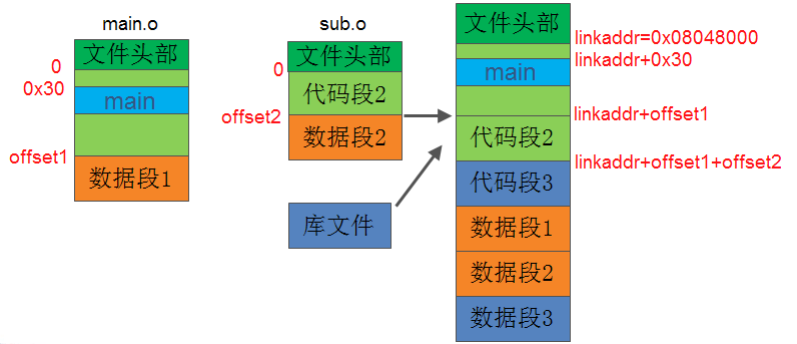 main.o
文件头部
0
0x30
main
offset1
数据段1
sub.o
文件头部
0
代码段2
offset2
数据段2
库文件
文件头部
linkaddr=0x08048000
linkaddr+0x30
main
linkaddr+offset1
代码段2
linkaddr+offset1+offset2
代码段3
数据段1
数据段2
数据段3